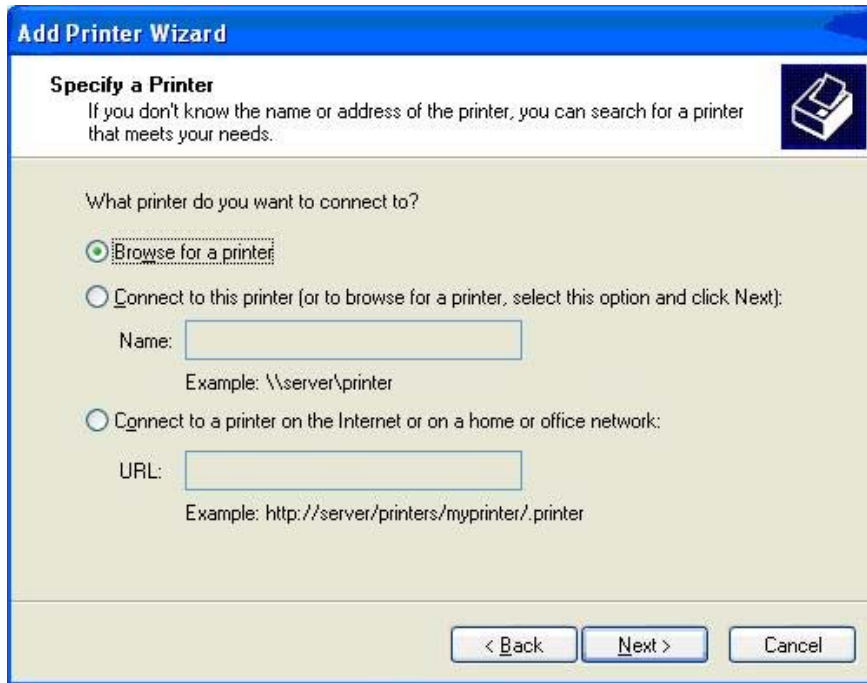 Add Printer Wizard
Specify a Printer
If you don't know the name or address of the printer, you can search for a printer
that meets your needs.
What printer do you want to connect to?
Browse for a printer
Connect to this printer (or to browse for a printer, select this option and click Next):
Name:
Example: \\server\printer
Connect to a printer on the Internet or on a home or office network:
URL:
Example: http://server/printers/myprinter/.printer
< Back Next > Cancel